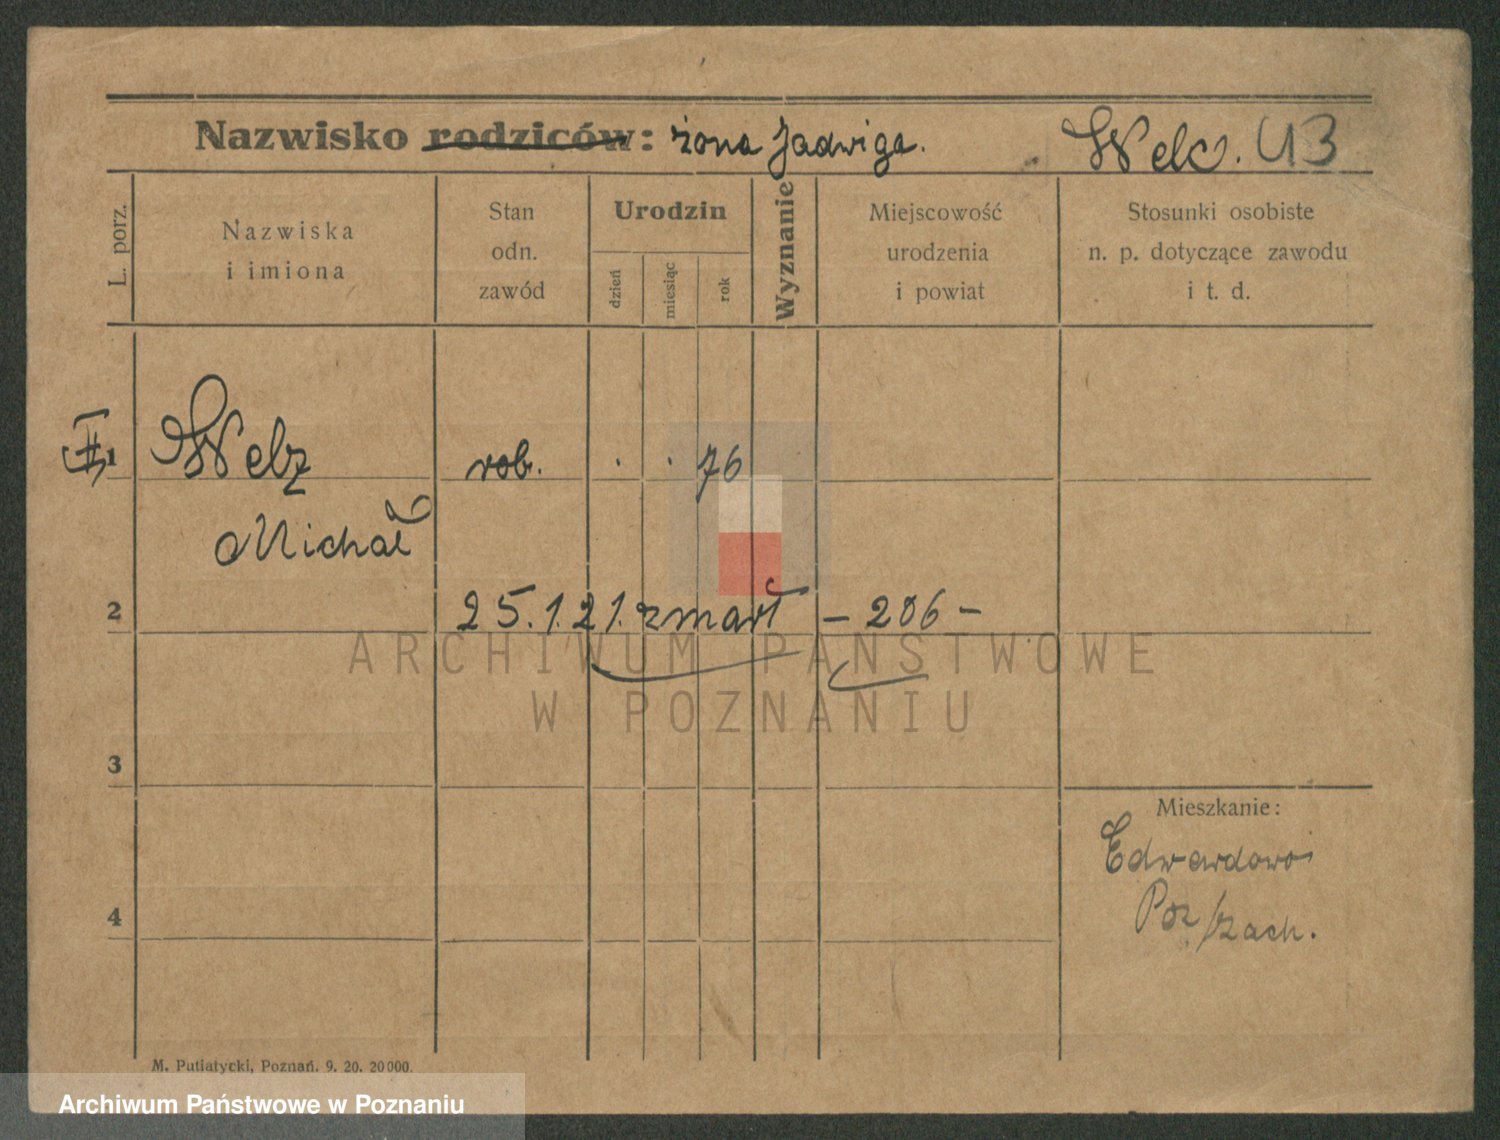 Nazwisko rodziców: żona Jadwiga. Welc. U3
L. porz.
Nazwiska
i imiona
Stan
odn.
zawód
Urodzin
dzień
miesiąc
rok
Wyznanie
Miejscowość
urodzenia
i powiat
Stosunki osobiste
n. p. dotyczące zawodu
i t. d.
1 Welz rob. . . 76
Michał
2 25.1.21. zmarł - 206 -
ARCHIWUM PAŃSTWOWE
W POZNANIU
3
Mieszkanie:
Edwardowo
Poz/zach.
4
M. Putiatycki, Poznań. 9. 20. 20000.
Archiwum Państwowe w Poznaniu